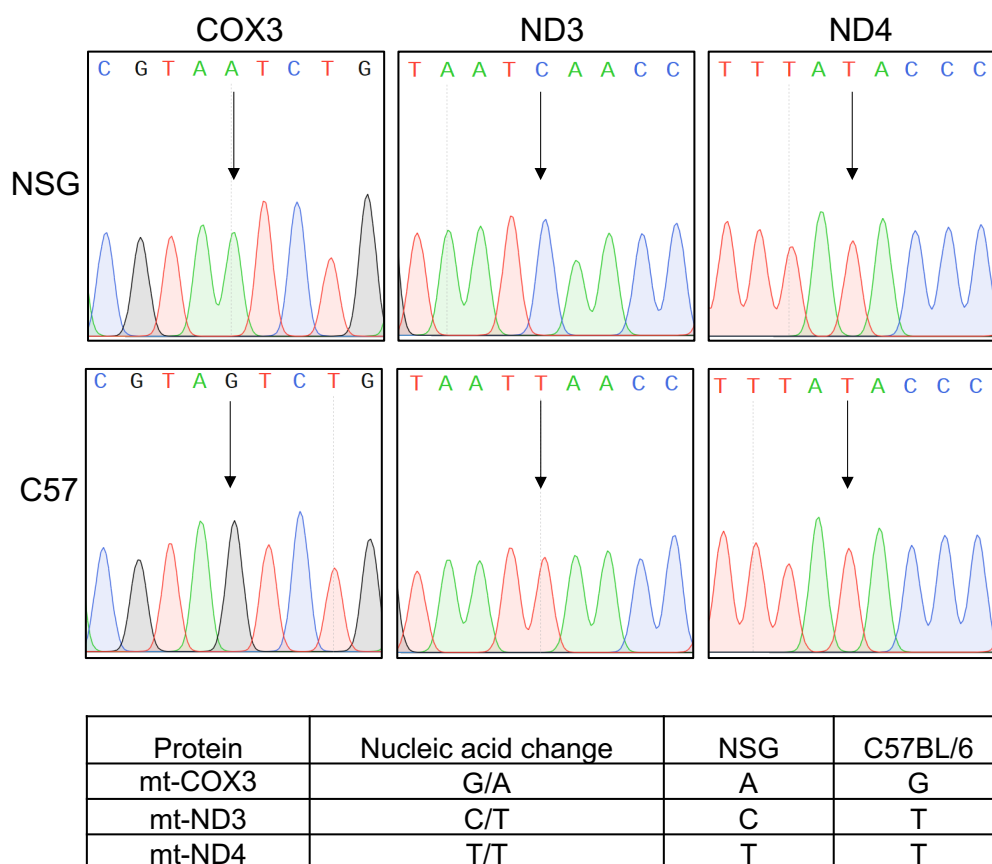 COX3 ND3 ND4
C G T A A T C T G T A A T C A A C C T T T A T A C C C
NSG
C G T A G T C T G T A A T T A A C C T T T A T A C C C
C57
Protein Nucleic acid change NSG C57BL/6
mt-COX3 G/A A G
mt-ND3 C/T C T
mt-ND4 T/T T T